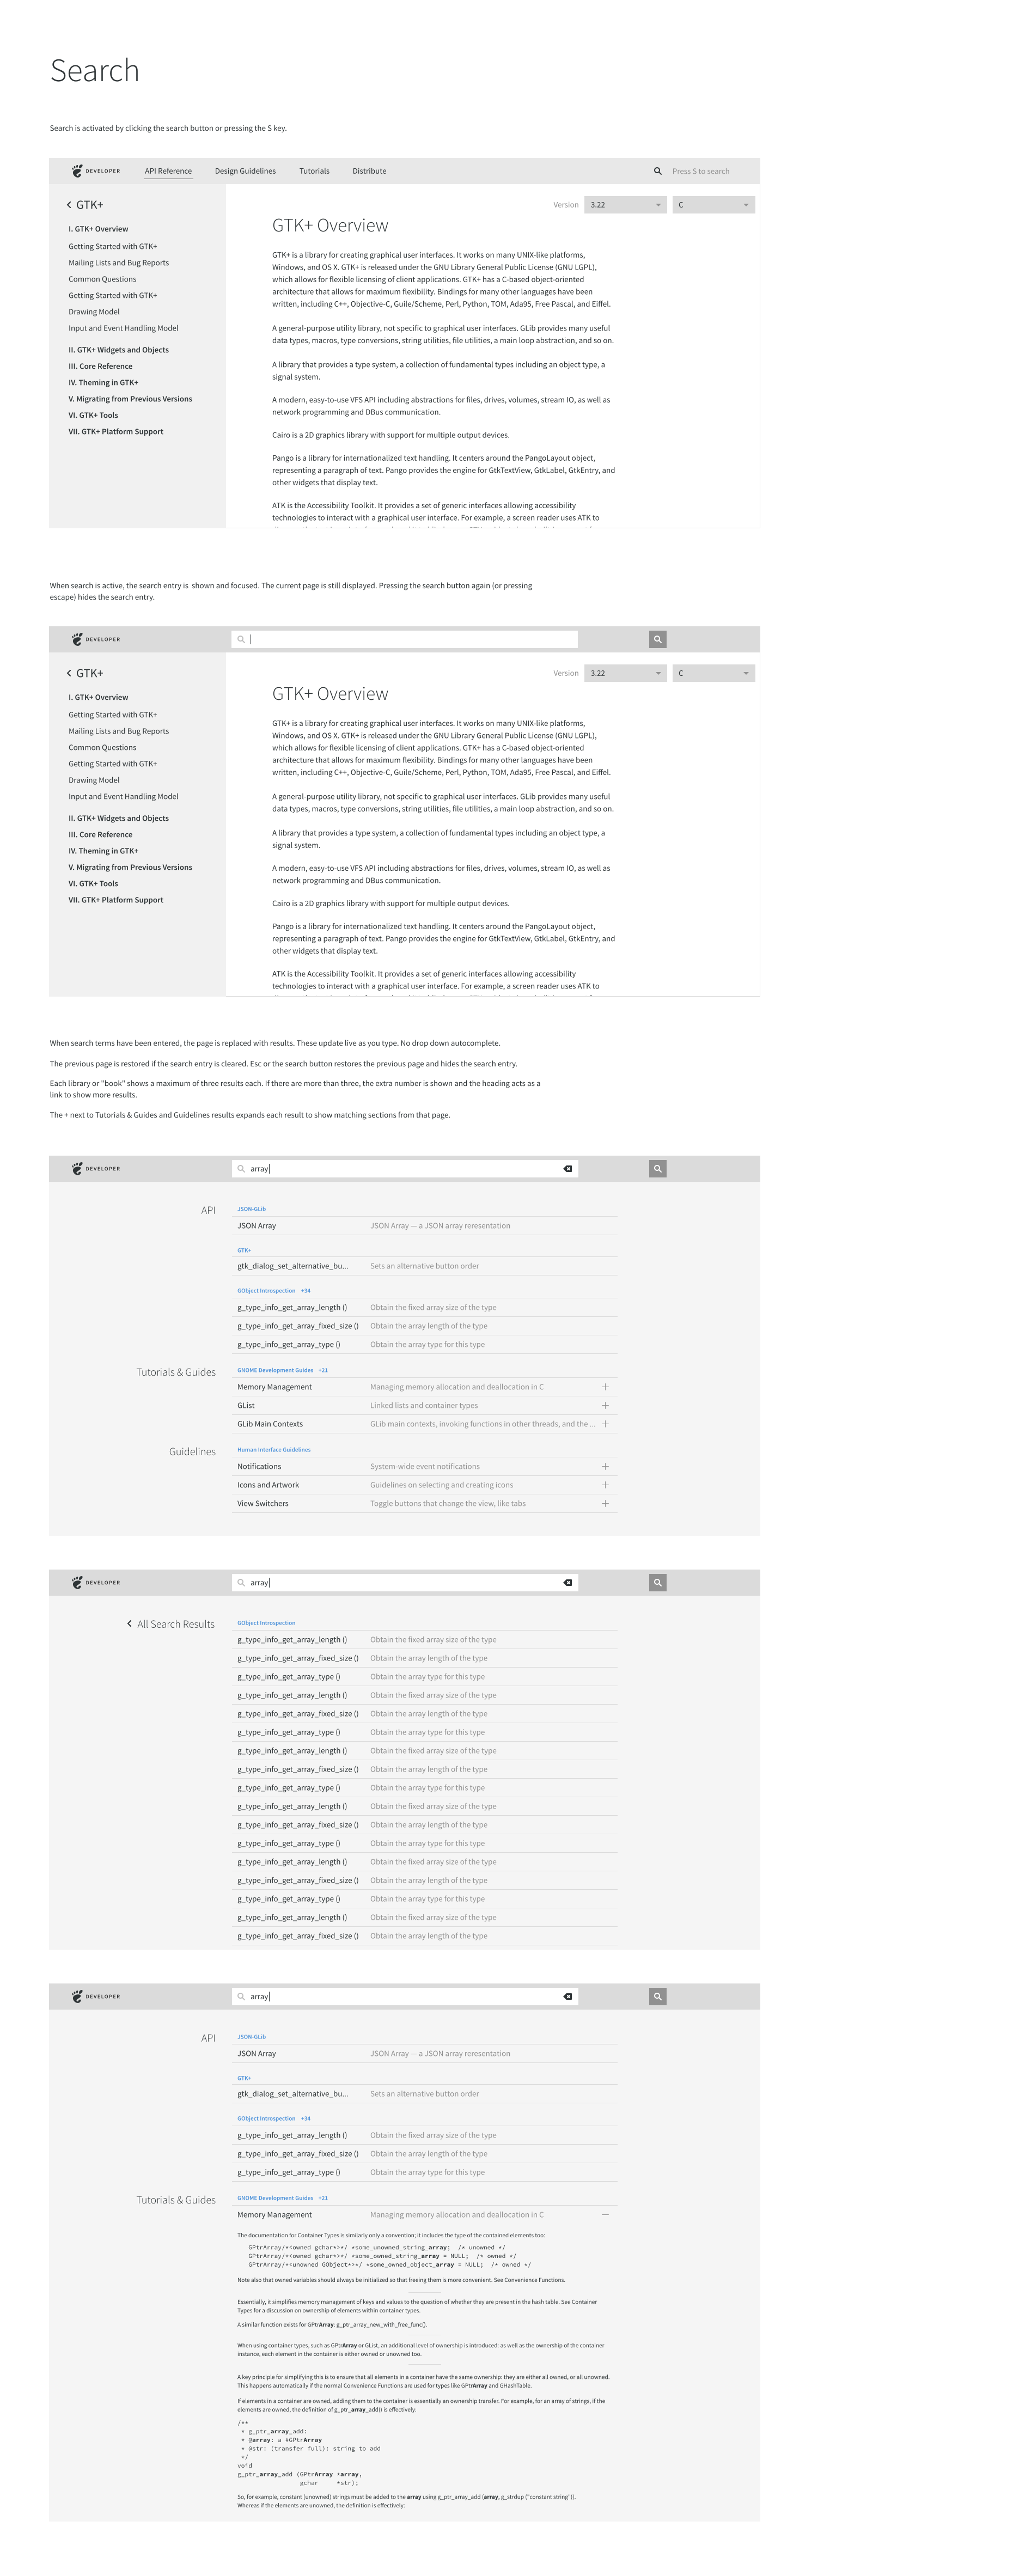 Search
Search is activated by clicking the search button or pressing the S key.
DEVELOPER API Reference Design Guidelines Tutorials Distribute Press S to search
GTK+
I. GTK+ Overview
Getting Started with GTK+
Mailing Lists and Bug Reports
Common Questions
Getting Started with GTK+
Drawing Model
Input and Event Handling Model
II. GTK+ Widgets and Objects
III. Core Reference
IV. Theming in GTK+
V. Migrating from Previous Versions
VI. GTK+ Tools
VII. GTK+ Platform Support
Version 3.22 C
GTK+ Overview
GTK+ is a library for creating graphical user interfaces. It works on many UNIX-like platforms,
Windows, and OS X. GTK+ is released under the GNU Library General Public License (GNU LGPL),
which allows for flexible licensing of client applications. GTK+ has a C-based object-oriented
architecture that allows for maximum flexibility. Bindings for many other languages have been
written, including C++, Objective-C, Guile/Scheme, Perl, Python, TOM, Ada95, Free Pascal, and Eiffel.
A general-purpose utility library, not specific to graphical user interfaces. GLib provides many useful
data types, macros, type conversions, string utilities, file utilities, a main loop abstraction, and so on.
A library that provides a type system, a collection of fundamental types including an object type, a
signal system.
A modern, easy-to-use VFS API including abstractions for files, drives, volumes, stream IO, as well as
network programming and DBus communication.
Cairo is a 2D graphics library with support for multiple output devices.
Pango is a library for internationalized text handling. It centers around the PangoLayout object,
representing a paragraph of text. Pango provides the engine for GtkTextView, GtkLabel, GtkEntry, and
other widgets that display text.
ATK is the Accessibility Toolkit. It provides a set of generic interfaces allowing accessibility
technologies to interact with a graphical user interface. For example, a screen reader uses ATK to
When search is active, the search entry is  shown and focused. The current page is still displayed. Pressing the search button again (or pressing
escape) hides the search entry.
DEVELOPER
GTK+
I. GTK+ Overview
Getting Started with GTK+
Mailing Lists and Bug Reports
Common Questions
Getting Started with GTK+
Drawing Model
Input and Event Handling Model
II. GTK+ Widgets and Objects
III. Core Reference
IV. Theming in GTK+
V. Migrating from Previous Versions
VI. GTK+ Tools
VII. GTK+ Platform Support
Version 3.22 C
GTK+ Overview
GTK+ is a library for creating graphical user interfaces. It works on many UNIX-like platforms,
Windows, and OS X. GTK+ is released under the GNU Library General Public License (GNU LGPL),
which allows for flexible licensing of client applications. GTK+ has a C-based object-oriented
architecture that allows for maximum flexibility. Bindings for many other languages have been
written, including C++, Objective-C, Guile/Scheme, Perl, Python, TOM, Ada95, Free Pascal, and Eiffel.
A general-purpose utility library, not specific to graphical user interfaces. GLib provides many useful
data types, macros, type conversions, string utilities, file utilities, a main loop abstraction, and so on.
A library that provides a type system, a collection of fundamental types including an object type, a
signal system.
A modern, easy-to-use VFS API including abstractions for files, drives, volumes, stream IO, as well as
network programming and DBus communication.
Cairo is a 2D graphics library with support for multiple output devices.
Pango is a library for internationalized text handling. It centers around the PangoLayout object,
representing a paragraph of text. Pango provides the engine for GtkTextView, GtkLabel, GtkEntry, and
other widgets that display text.
ATK is the Accessibility Toolkit. It provides a set of generic interfaces allowing accessibility
technologies to interact with a graphical user interface. For example, a screen reader uses ATK to
When search terms have been entered, the page is replaced with results. These update live as you type. No drop down autocomplete.
The previous page is restored if the search entry is cleared. Esc or the search button restores the previous page and hides the search entry.
Each library or "book" shows a maximum of three results each. If there are more than three, the extra number is shown and the heading acts as a
link to show more results.
The + next to Tutorials & Guides and Guidelines results expands each result to show matching sections from that page.
DEVELOPER array
API JSON-GLib
JSON Array JSON Array — a JSON array reresentation
GTK+
gtk_dialog_set_alternative_bu... Sets an alternative button order
GObject Introspection +34
g_type_info_get_array_length () Obtain the fixed array size of the type
g_type_info_get_array_fixed_size () Obtain the array length of the type
g_type_info_get_array_type () Obtain the array type for this type
Tutorials & Guides GNOME Development Guides +21
Memory Management Managing memory allocation and deallocation in C +
GList Linked lists and container types +
GLib Main Contexts GLib main contexts, invoking functions in other threads, and the ... +
Guidelines Human Interface Guidelines
Notifications System-wide event notifications +
Icons and Artwork Guidelines on selecting and creating icons +
View Switchers Toggle buttons that change the view, like tabs +
DEVELOPER array
All Search Results GObject Introspection
g_type_info_get_array_length () Obtain the fixed array size of the type
g_type_info_get_array_fixed_size () Obtain the array length of the type
g_type_info_get_array_type () Obtain the array type for this type
g_type_info_get_array_length () Obtain the fixed array size of the type
g_type_info_get_array_fixed_size () Obtain the array length of the type
g_type_info_get_array_type () Obtain the array type for this type
g_type_info_get_array_length () Obtain the fixed array size of the type
g_type_info_get_array_fixed_size () Obtain the array length of the type
g_type_info_get_array_type () Obtain the array type for this type
g_type_info_get_array_length () Obtain the fixed array size of the type
g_type_info_get_array_fixed_size () Obtain the array length of the type
g_type_info_get_array_type () Obtain the array type for this type
g_type_info_get_array_length () Obtain the fixed array size of the type
g_type_info_get_array_fixed_size () Obtain the array length of the type
g_type_info_get_array_type () Obtain the array type for this type
g_type_info_get_array_length () Obtain the fixed array size of the type
g_type_info_get_array_fixed_size () Obtain the array length of the type
DEVELOPER array
API JSON-GLib
JSON Array JSON Array — a JSON array reresentation
GTK+
gtk_dialog_set_alternative_bu... Sets an alternative button order
GObject Introspection +34
g_type_info_get_array_length () Obtain the fixed array size of the type
g_type_info_get_array_fixed_size () Obtain the array length of the type
g_type_info_get_array_type () Obtain the array type for this type
Tutorials & Guides GNOME Development Guides +21
Memory Management Managing memory allocation and deallocation in C —
The documentation for Container Types is similarly only a convention; it includes the type of the contained elements too:
GPtrArray/*<owned gchar*>*/ *some_unowned_string_array;  /* unowned */
GPtrArray/*<owned gchar*>*/ *some_owned_string_array = NULL;  /* owned */
GPtrArray/*<unowned GObject*>*/ *some_owned_object_array = NULL;  /* owned */
Note also that owned variables should always be initialized so that freeing them is more convenient. See Convenience Functions.
Essentially, it simplifies memory management of keys and values to the question of whether they are present in the hash table. See Container
Types for a discussion on ownership of elements within container types.
A similar function exists for GPtrArray: g_ptr_array_new_with_free_func().
When using container types, such as GPtrArray or GList, an additional level of ownership is introduced: as well as the ownership of the container
instance, each element in the container is either owned or unowned too.
A key principle for simplifying this is to ensure that all elements in a container have the same ownership: they are either all owned, or all unowned.
This happens automatically if the normal Convenience Functions are used for types like GPtrArray and GHashTable.
If elements in a container are owned, adding them to the container is essentially an ownership transfer. For example, for an array of strings, if the
elements are owned, the definition of g_ptr_array_add() is effectively:
/**
* g_ptr_array_add:
* @array: a #GPtrArray
* @str: (transfer full): string to add
*/
void
g_ptr_array_add (GPtrArray *array,
gchar     *str);
So, for example, constant (unowned) strings must be added to the array using g_ptr_array_add (array, g_strdup ("constant string")).
Whereas if the elements are unowned, the definition is effectively: